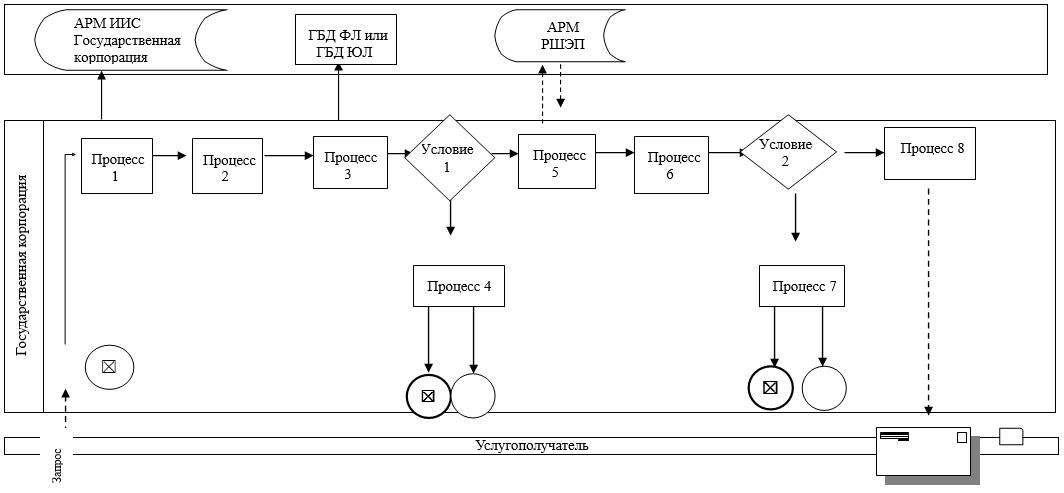 АРМ ИИС
Государственная
корпорация
ГБД ФЛ или
ГБД ЮЛ
АРМ
РШЭП
Государственная корпорация
Процесс
1
Процесс
2
Процесс
3
Условие
1
Процесс
5
Процесс
6
Условие
2
Процесс 8
Процесс 4
Процесс 7
Запрос
Услугополучатель